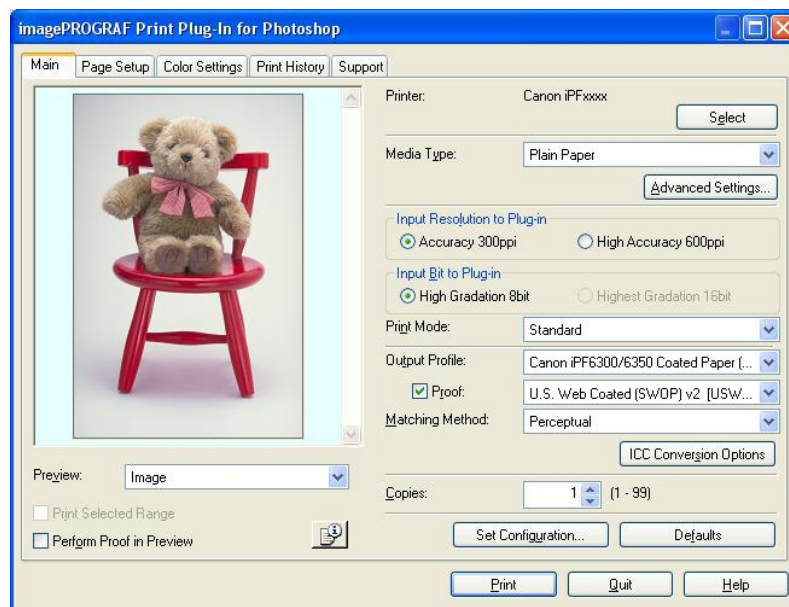 imagePROGRAF Print Plug-In for Photoshop
Main Page Setup Color Settings Print History Support
Printer: Canon iPFxxxx
Select
Media Type: Plain Paper
Advanced Settings...
Input Resolution to Plug-in
Accuracy 300ppi High Accuracy 600ppi
Input Bit to Plug-in
High Gradation 8bit Highest Gradation 16bit
Print Mode: Standard
Output Profile: Canon iPF6300/6350 Coated Paper (...
Proof: U.S. Web Coated (SWOP) v2 [USW...
Matching Method: Perceptual
ICC Conversion Options
Preview: Image
Copies: 1 (1 - 99)
Print Selected Range
Perform Proof in Preview
Set Configuration... Defaults
Print Quit Help